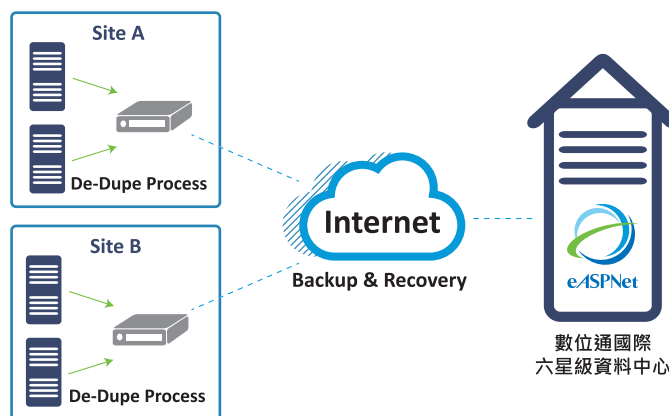 Site A
De-Dupe Process
Site B
De-Dupe Process
Internet
Backup & Recovery
eASPNet
數位通國際
六星級資料中心